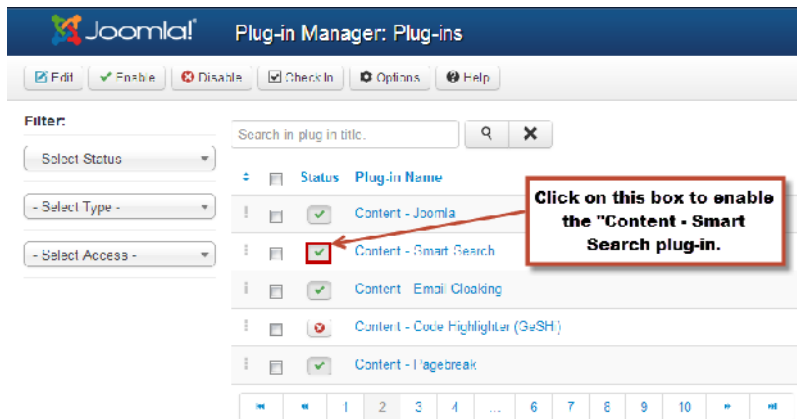 Joomla! Plug-in Manager: Plug-ins
Edit Enable Disable Check In Options Help
Filter:
Search in plug-in title.
Select Status
Status Plug-in Name
Click on this box to enable
the "Content - Smart
Search plug-in.
- Select Type -
Content - Joomla
- Select Access -
Content - Smart Search
Content - Email Cloaking
Content - Code Highlighter (GeSHi)
Content - Pagebreak
1 2 3 4 ... 6 7 8 9 10